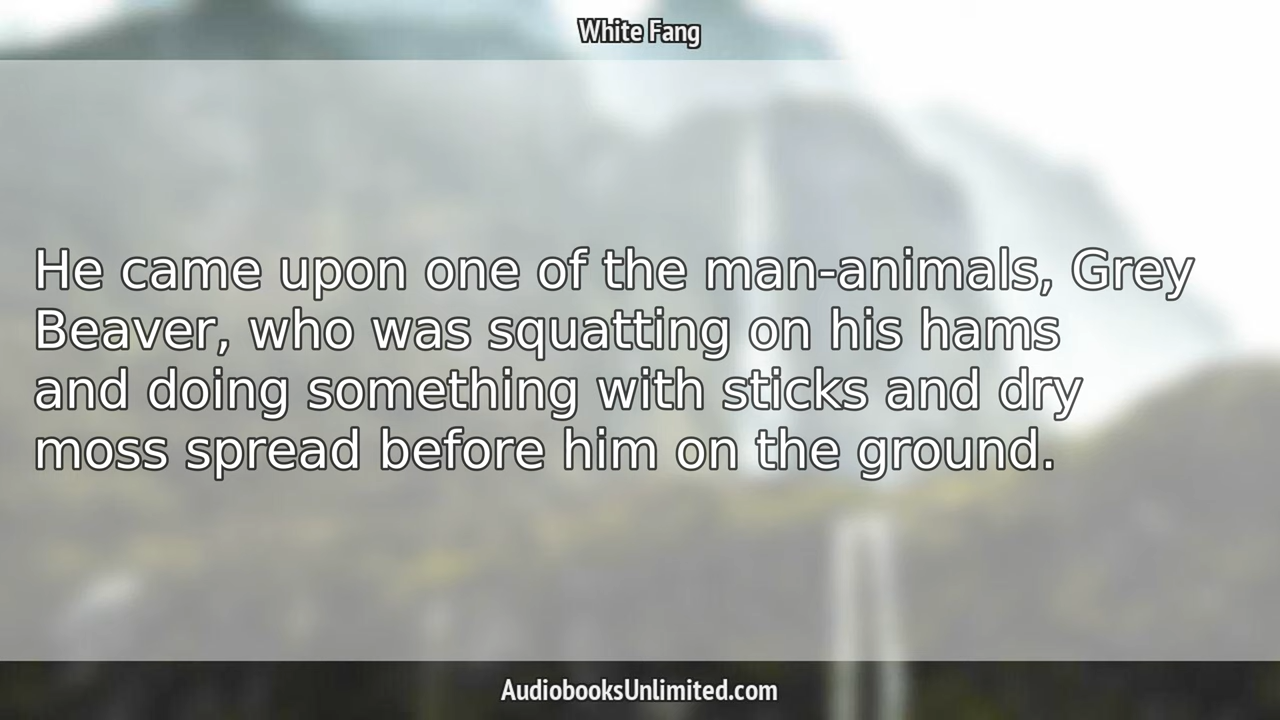 White Fang
He came upon one of the man-animals, Grey
Beaver, who was squatting on his hams
and doing something with sticks and dry
moss spread before him on the ground.
AudiobooksUnlimited.com